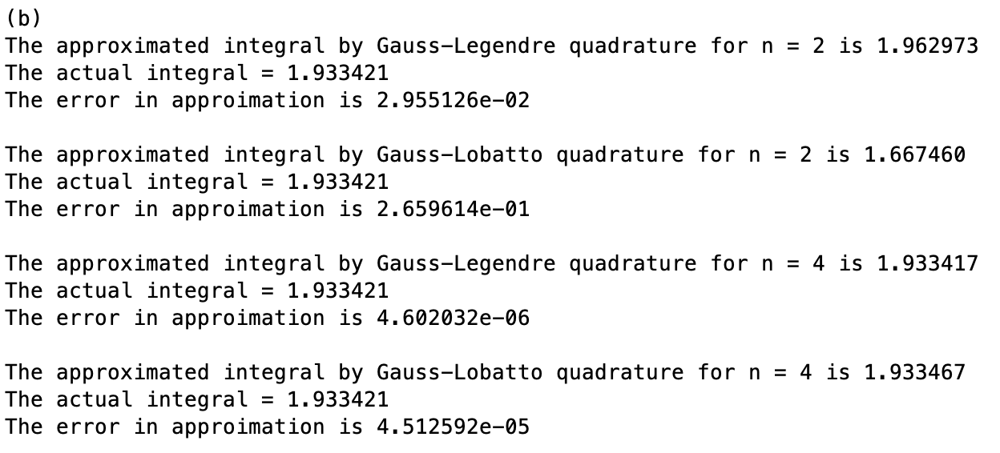 (b)
The approximated integral by Gauss-Legendre quadrature for n = 2 is 1.962973
The actual integral = 1.933421
The error in approimation is 2.955126e-02
The approximated integral by Gauss-Lobatto quadrature for n = 2 is 1.667460
The actual integral = 1.933421
The error in approimation is 2.659614e-01
The approximated integral by Gauss-Legendre quadrature for n = 4 is 1.933417
The actual integral = 1.933421
The error in approimation is 4.602032e-06
The approximated integral by Gauss-Lobatto quadrature for n = 4 is 1.933467
The actual integral = 1.933421
The error in approimation is 4.512592e-05